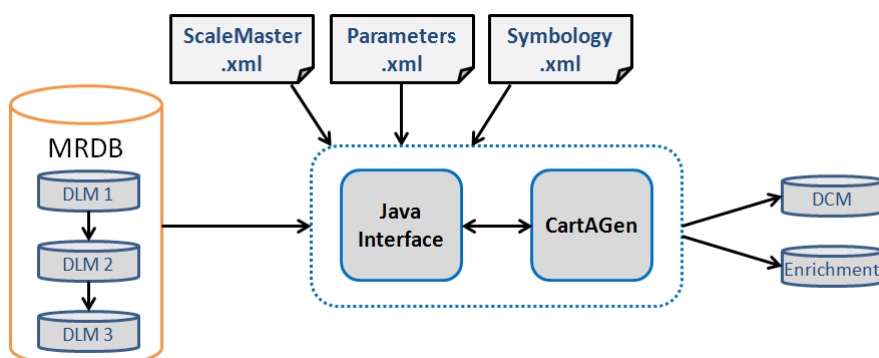 ScaleMaster
.xml
Parameters
.xml
Symbology
.xml
MRDB
DLM 1
DLM 2
DLM 3
Java
Interface
CartAGen
DCM
Enrichment